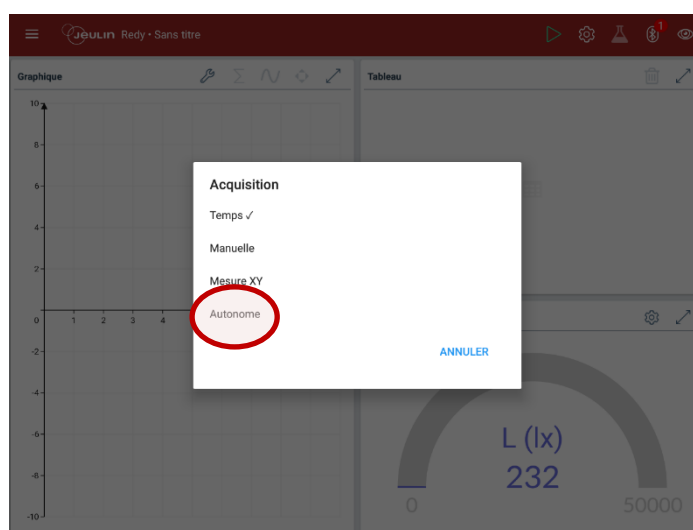 Jeulin Redy • Sans titre
1
Graphique
Tableau
10
8
6
4
2
0
1 2 3 4
-2
-4
-6
-8
-10
Acquisition
Temps ✓
Manuelle
Mesure XY
Autonome
ANNULER
L (lx)
232
0
50000